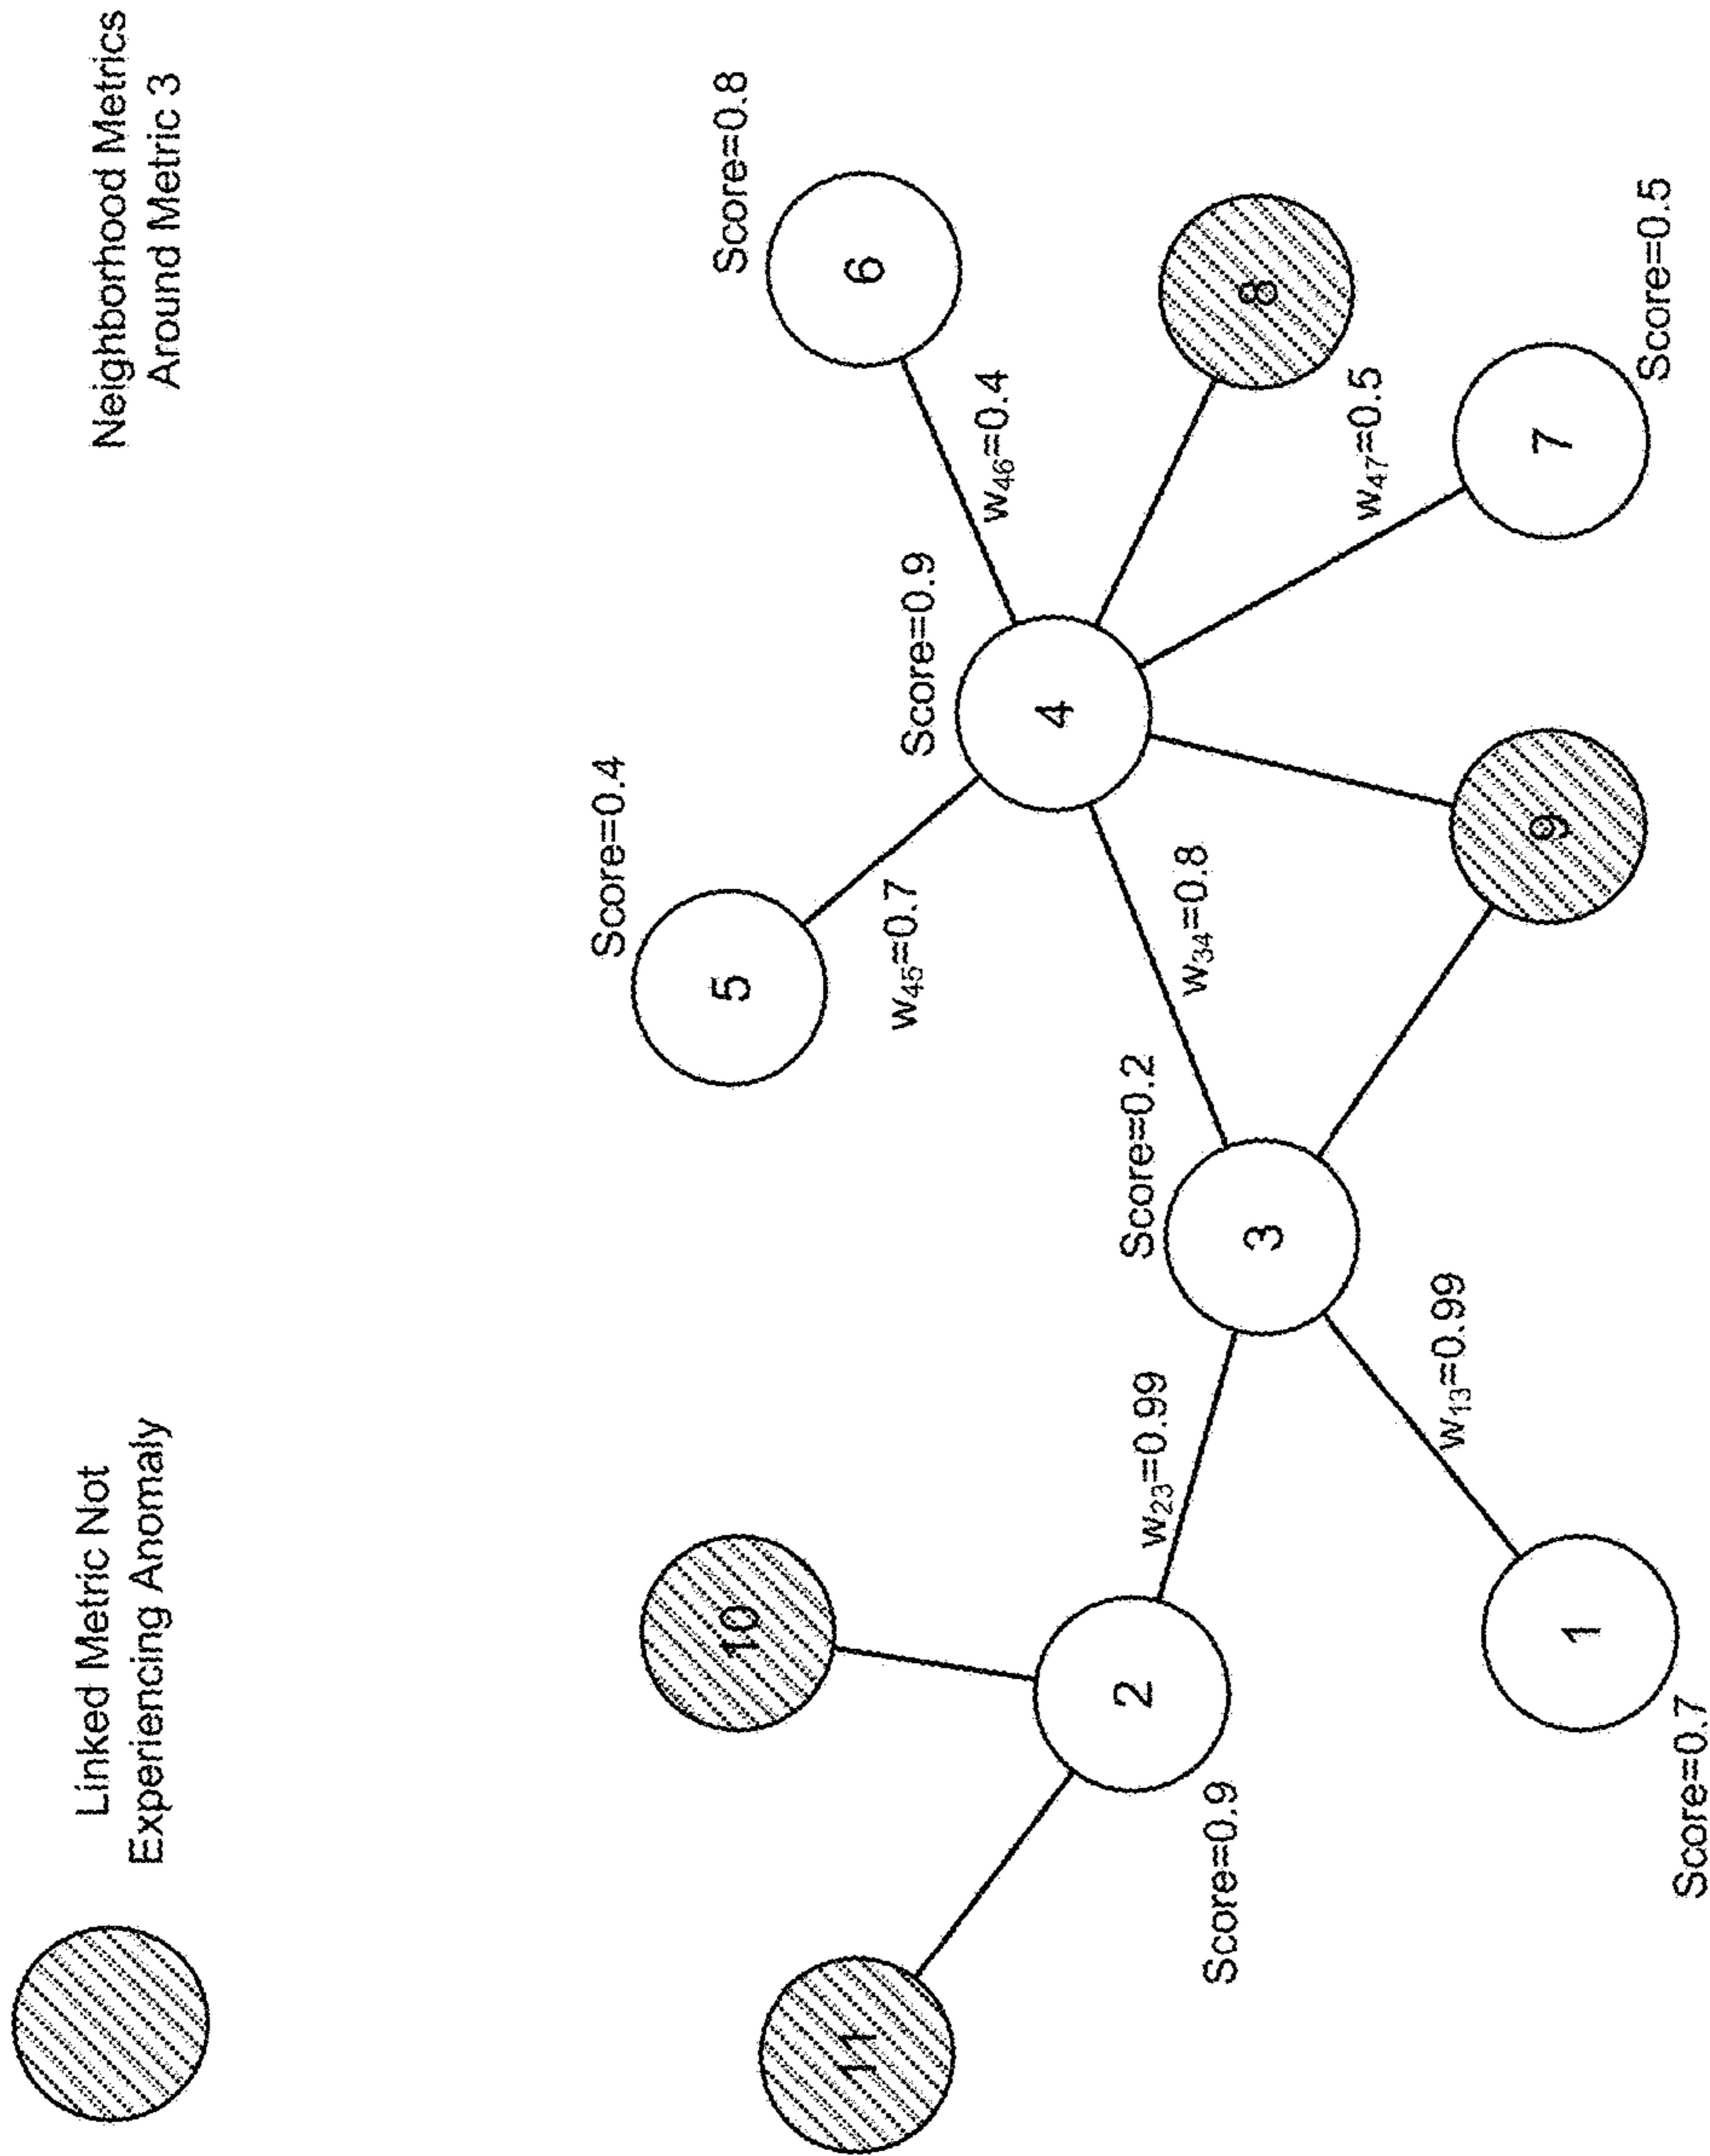 Linked Metric Not
Experiencing Anomaly
Neighborhood Metrics
Around Metric 3
5
Score=0.4
10
Score=0.8
6
11
w45=0.7
Score=0.9
w46=0.4
4
2
w23=0.99
Score=0.2
w34=0.8
8
Score=0.9
3
w47=0.5
w13=0.99
9
7
1
Score=0.5
Score=0.7